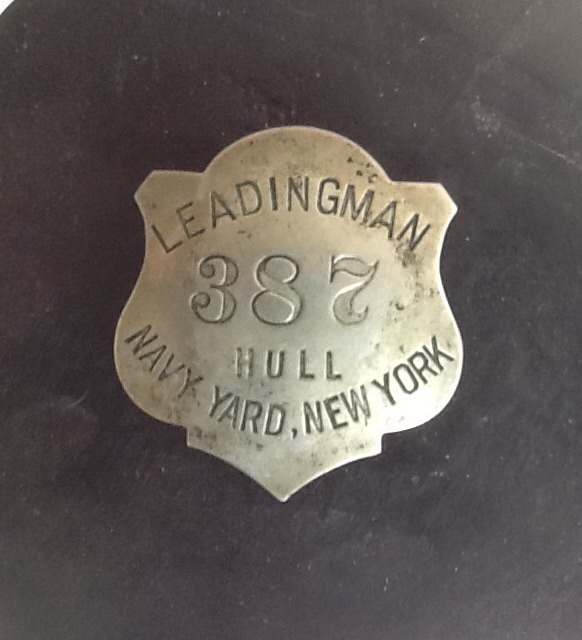 LEADINGMAN
387
HULL
NAVY YARD, NEW YORK